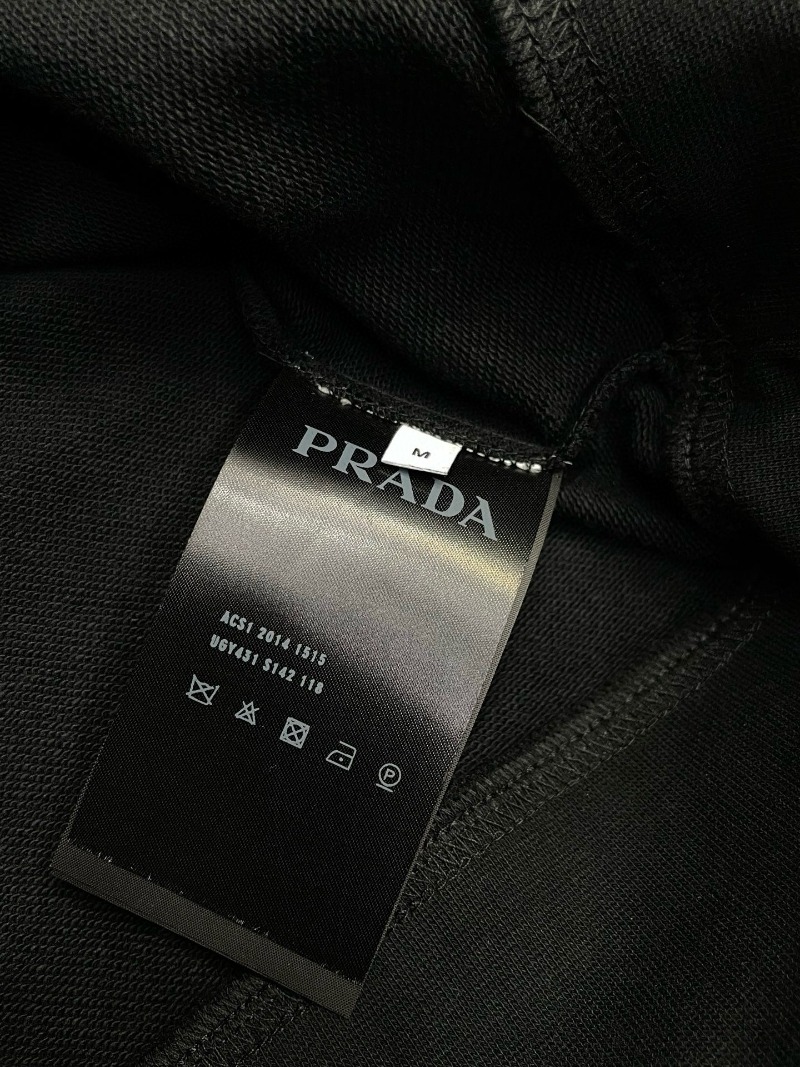 M
PRADA
ACS1 2014 1515
UGY431 S142 118
P